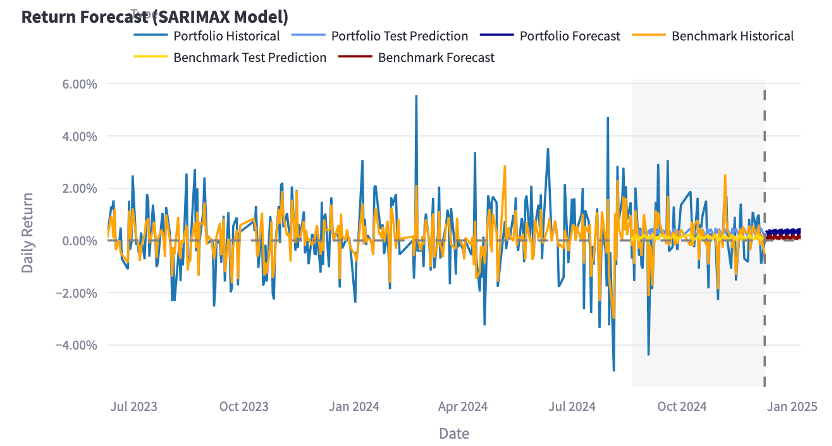 Return Forecast (SARIMAX Model)
Type
Portfolio Historical Portfolio Test Prediction Portfolio Forecast Benchmark Historical
Benchmark Test Prediction Benchmark Forecast
6.00%
4.00%
2.00%
0.00%
−2.00%
−4.00%
Daily Return
Jul 2023 Oct 2023 Jan 2024 Apr 2024 Jul 2024 Oct 2024 Jan 2025
Date